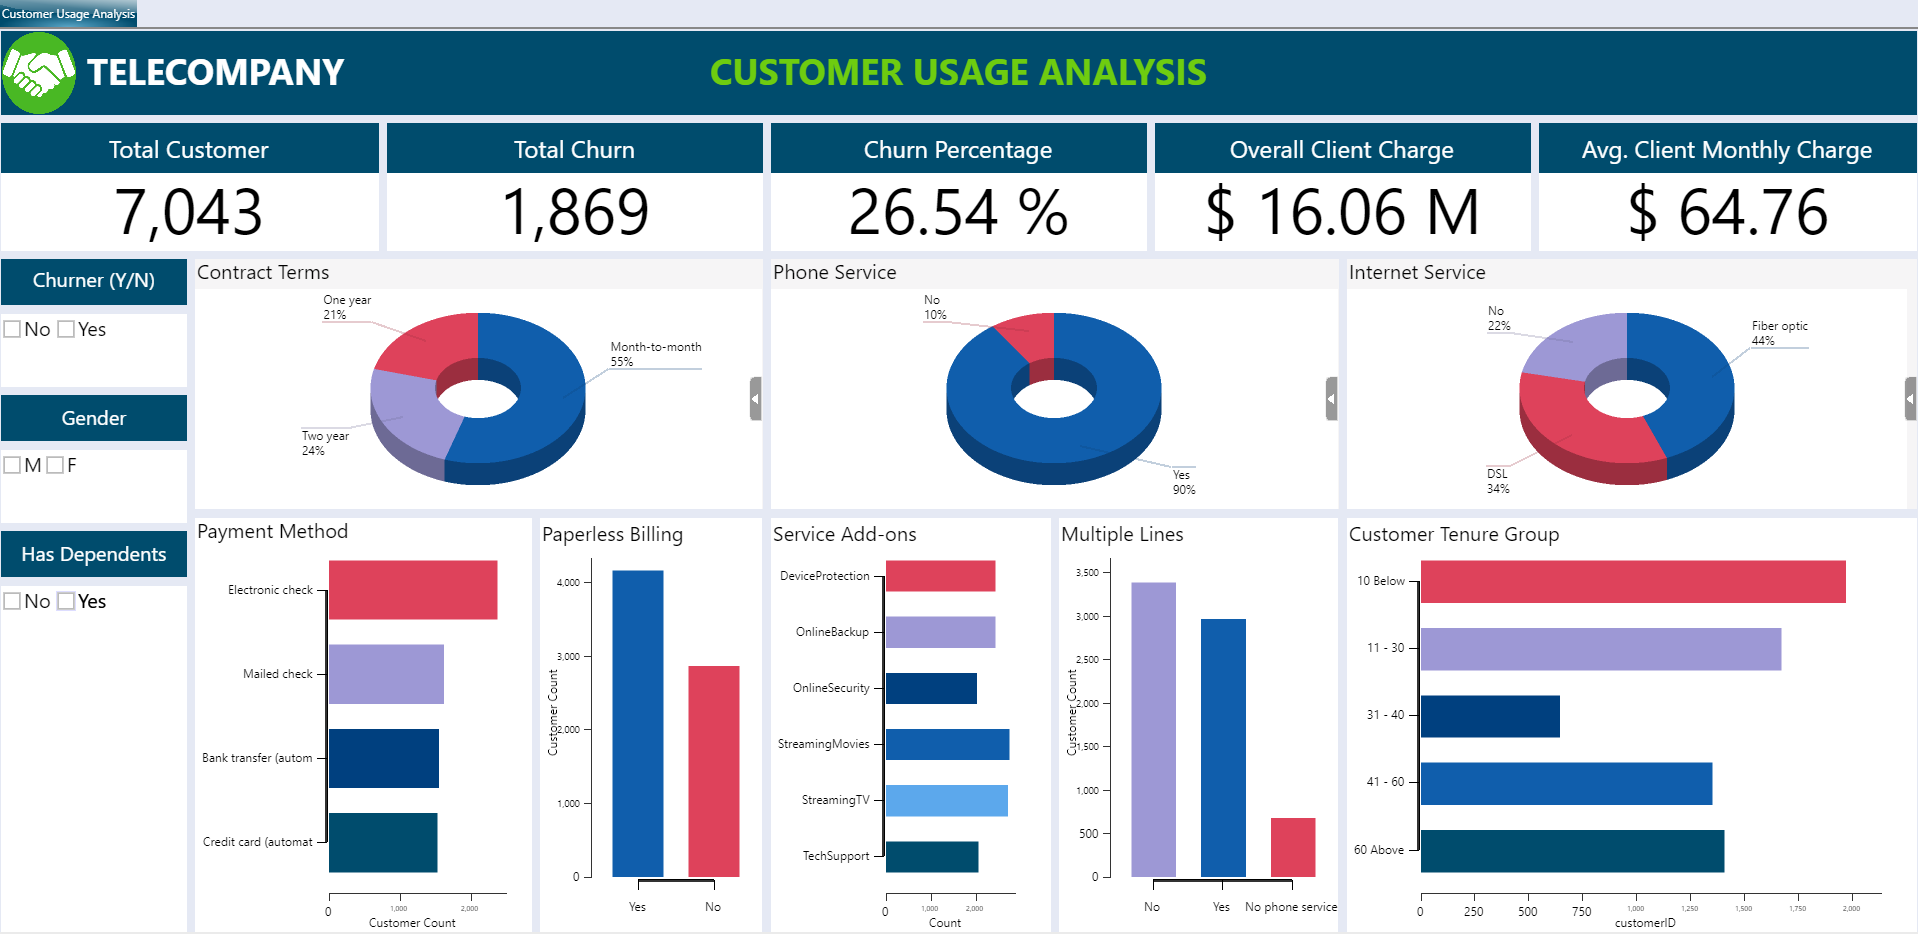 Customer Usage Analysis
TELECOMPANY
CUSTOMER USAGE ANALYSIS
Total Customer
7,043
Total Churn
1,869
Churn Percentage
26.54 %
Overall Client Charge
$ 16.06 M
Avg. Client Monthly Charge
$ 64.76
Churner (Y/N)
No Yes
Gender
M F
Has Dependents
No Yes
Contract Terms
One year
21%
Month-to-month
55%
Two year
24%
Phone Service
No
10%
Yes
90%
Internet Service
No
22%
Fiber optic
44%
DSL
34%
Payment Method
Electronic check
Mailed check
Bank transfer (autom
Credit card (automat
0 1,000 2,000
Customer Count
Paperless Billing
4,000
3,000
2,000
1,000
0
Customer Count
Yes No
Service Add-ons
DeviceProtection
OnlineBackup
OnlineSecurity
StreamingMovies
StreamingTV
TechSupport
0 1,000 2,000
Count
Multiple Lines
3,500
3,000
2,500
2,000
1,500
1,000
500
0
Customer Count
No Yes No phone service
Customer Tenure Group
10 Below
11 - 30
31 - 40
41 - 60
60 Above
0 250 500 750 1,000 1,250 1,500 1,750 2,000
customerID